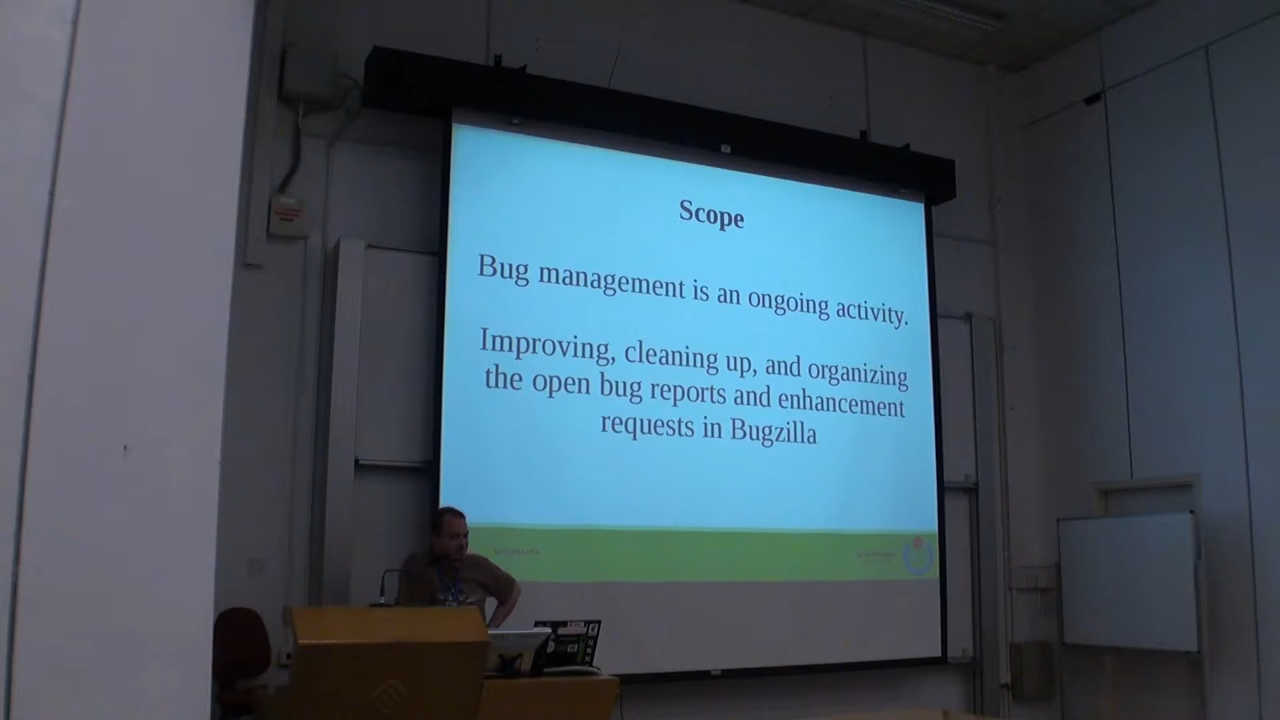 Scope
Bug management is an ongoing activity.
Improving, cleaning up, and organizing
the open bug reports and enhancement
requests in Bugzilla